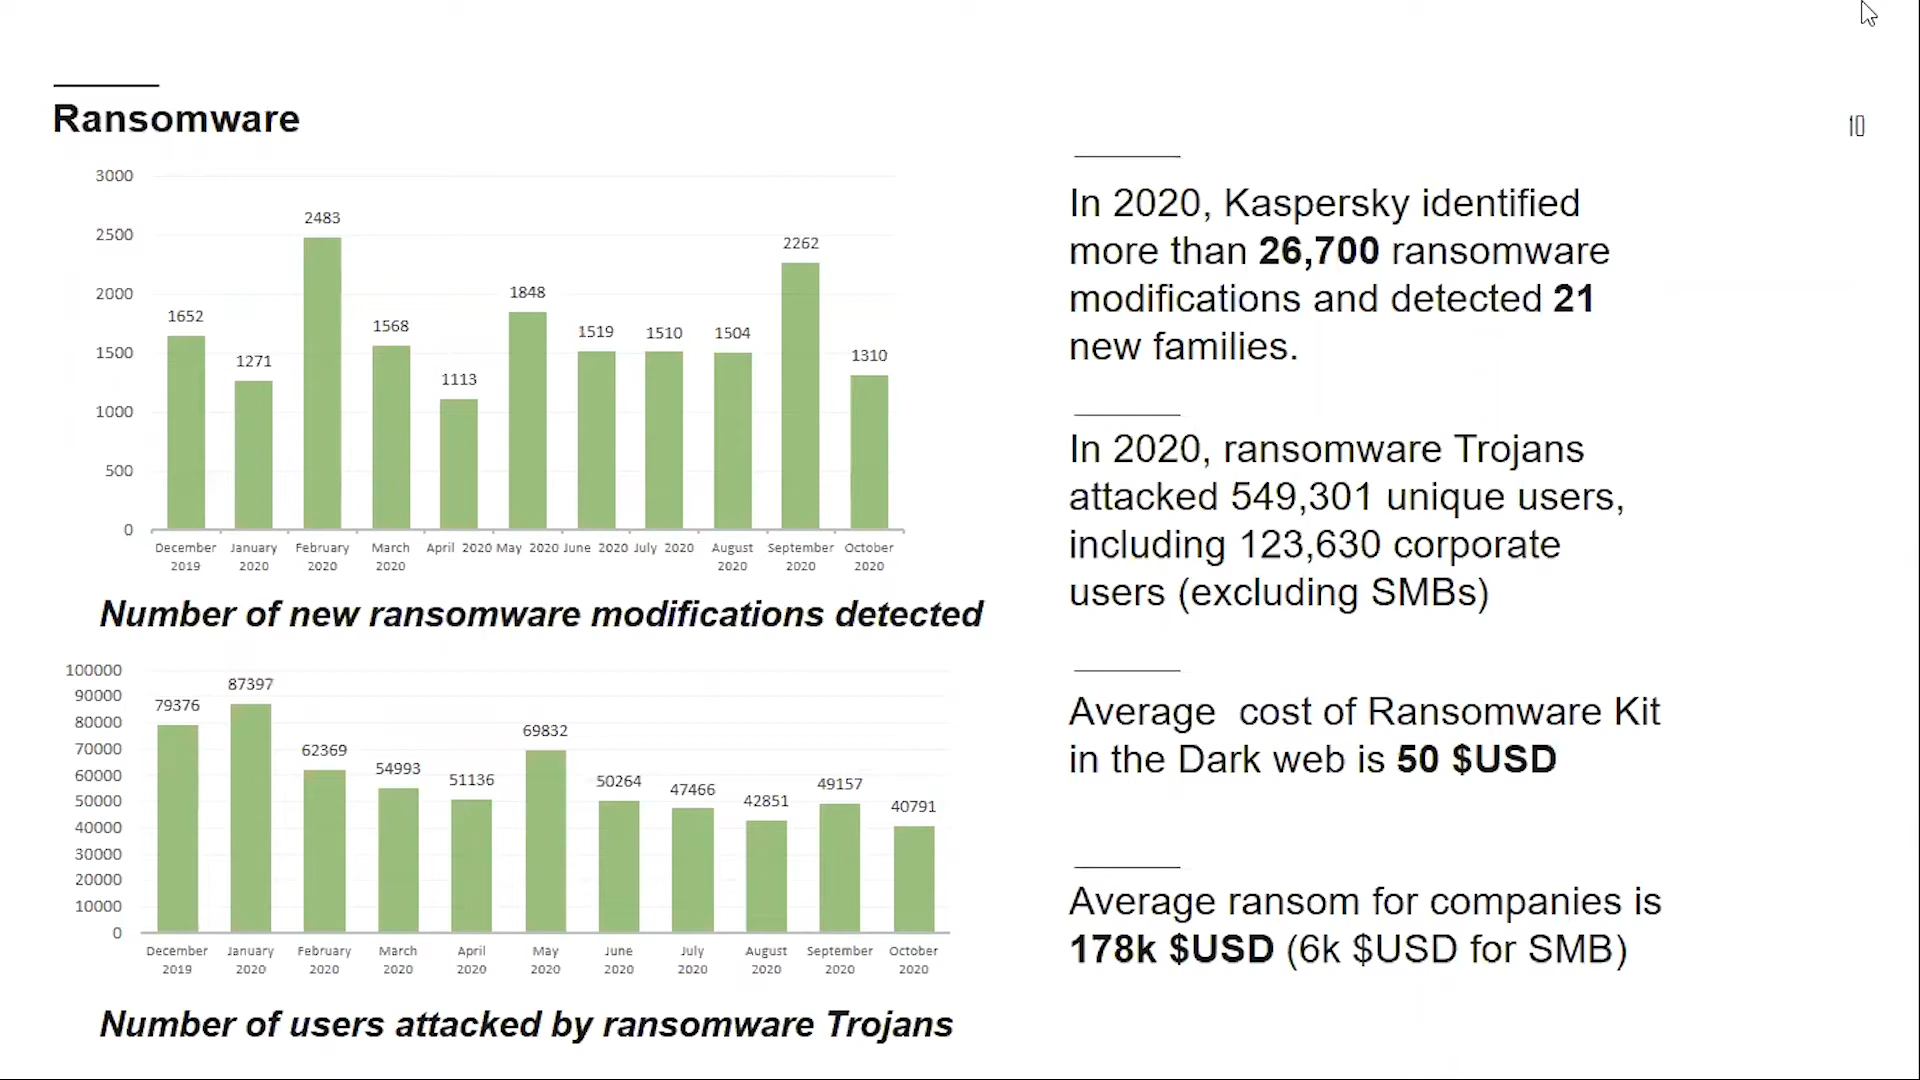 Ransomware
10
3000
2500
2000
1500
1000
500
0
1652
1271
2483
1568
1113
1848
1519
1510
1504
2262
1310
December 2019
January 2020
February 2020
March 2020
April 2020
May 2020
June 2020
July 2020
August 2020
September 2020
October 2020
Number of new ransomware modifications detected
100000
90000
80000
70000
60000
50000
40000
30000
20000
10000
0
79376
87397
62369
54993
51136
69832
50264
47466
42851
49157
40791
December 2019
January 2020
February 2020
March 2020
April 2020
May 2020
June 2020
July 2020
August 2020
September 2020
October 2020
Number of users attacked by ransomware Trojans
In 2020, Kaspersky identified
more than 26,700 ransomware
modifications and detected 21
new families.
In 2020, ransomware Trojans
attacked 549,301 unique users,
including 123,630 corporate
users (excluding SMBs)
Average cost of Ransomware Kit
in the Dark web is 50 $USD
Average ransom for companies is
178k $USD (6k $USD for SMB)